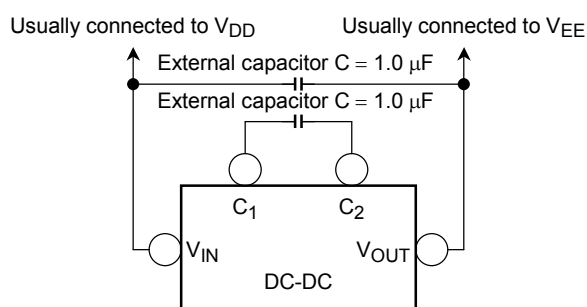 Usually connected to VDD
Usually connected to VEE
External capacitor C = 1.0 μF
External capacitor C = 1.0 μF
C1
C2
VIN
VOUT
DC-DC